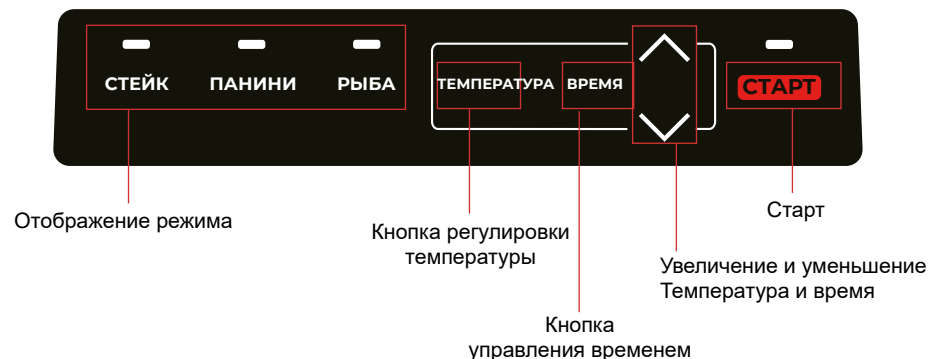 СТЕЙК ПАНИНИ РЫБА ТЕМПЕРАТУРА ВРЕМЯ СТАРТ
Отображение режима
Кнопка регулировки
температуры
Старт
Увеличение и уменьшение
Температура и время
Кнопка
управления временем